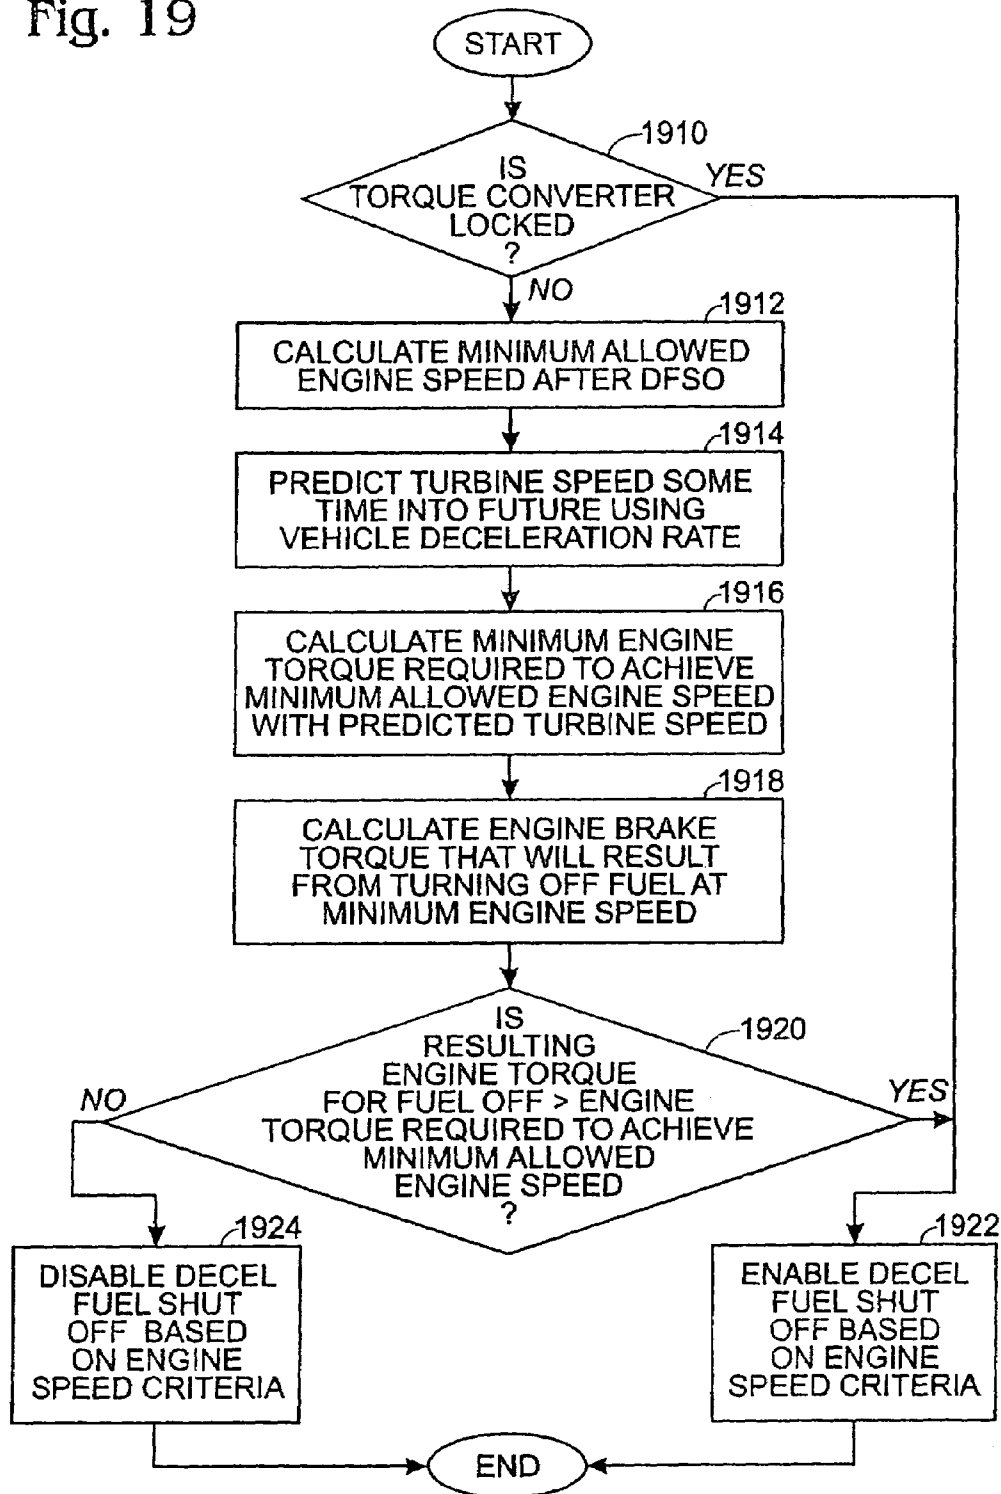 Fig. 19
START
1910
IS
TORQUE CONVERTER
LOCKED
?
YES
NO
1912
CALCULATE MINIMUM ALLOWED
ENGINE SPEED AFTER DFSO
1914
PREDICT TURBINE SPEED SOME
TIME INTO FUTURE USING
VEHICLE DECELERATION RATE
1916
CALCULATE MINIMUM ENGINE
TORQUE REQUIRED TO ACHIEVE
MINIMUM ALLOWED ENGINE SPEED
WITH PREDICTED TURBINE SPEED
1918
CALCULATE ENGINE BRAKE
TORQUE THAT WILL RESULT
FROM TURNING OFF FUEL AT
MINIMUM ENGINE SPEED
1920
IS
RESULTING
ENGINE TORQUE
FOR FUEL OFF > ENGINE
TORQUE REQUIRED TO ACHIEVE
MINIMUM ALLOWED
ENGINE SPEED
?
NO
YES
1924
DISABLE DECEL
FUEL SHUT
OFF BASED
ON ENGINE
SPEED CRITERIA
1922
ENABLE DECEL
FUEL SHUT
OFF BASED
ON ENGINE
SPEED CRITERIA
END